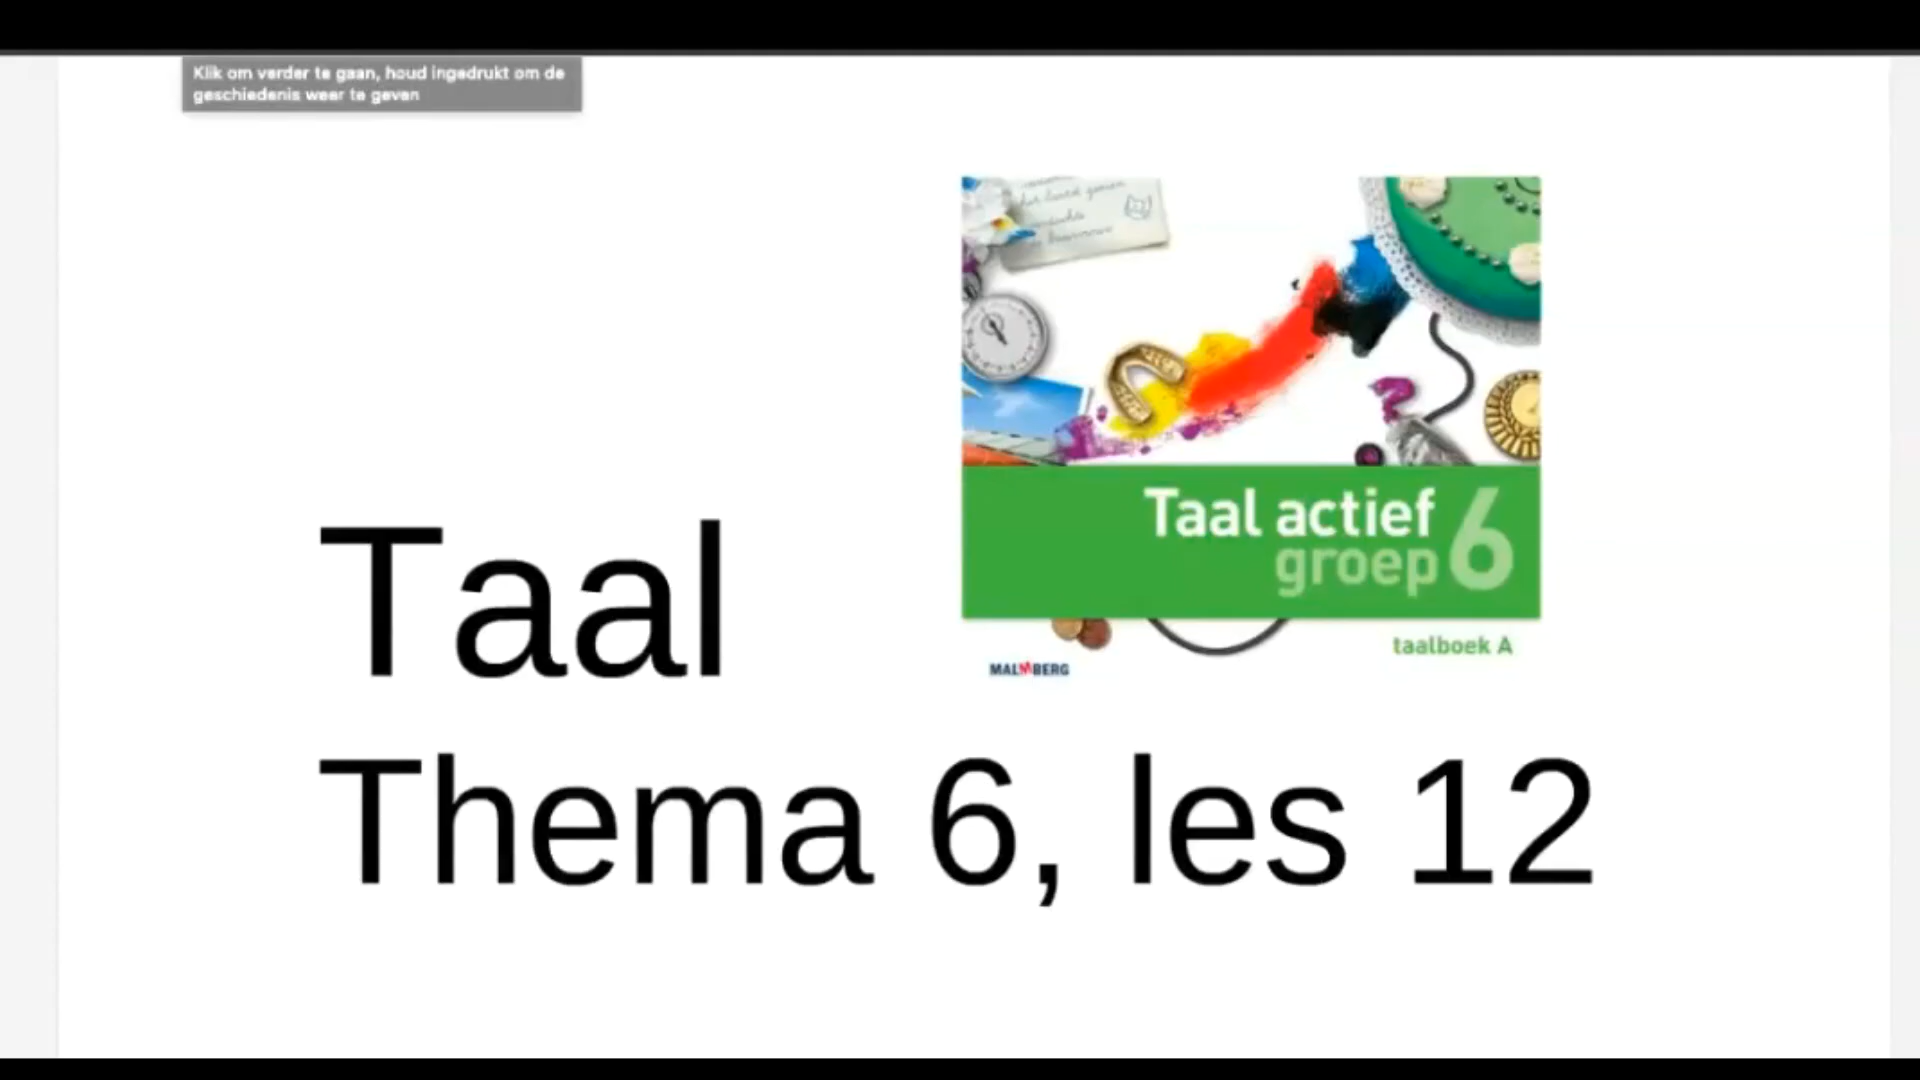 Klik om verder te gaan, houd ingedrukt om de
geschiedenis weer te geven
Taal actief
groep 6
taalboek A
MALMBERG
Taal
Thema 6, les 12